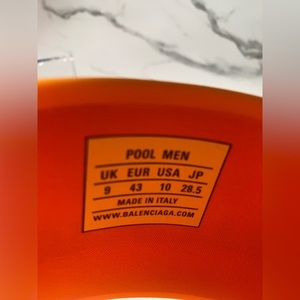 POOL MEN
UK EUR USA JP
9 43 10 28.5
MADE IN ITALY
WWW.BALENCIAGA.COM